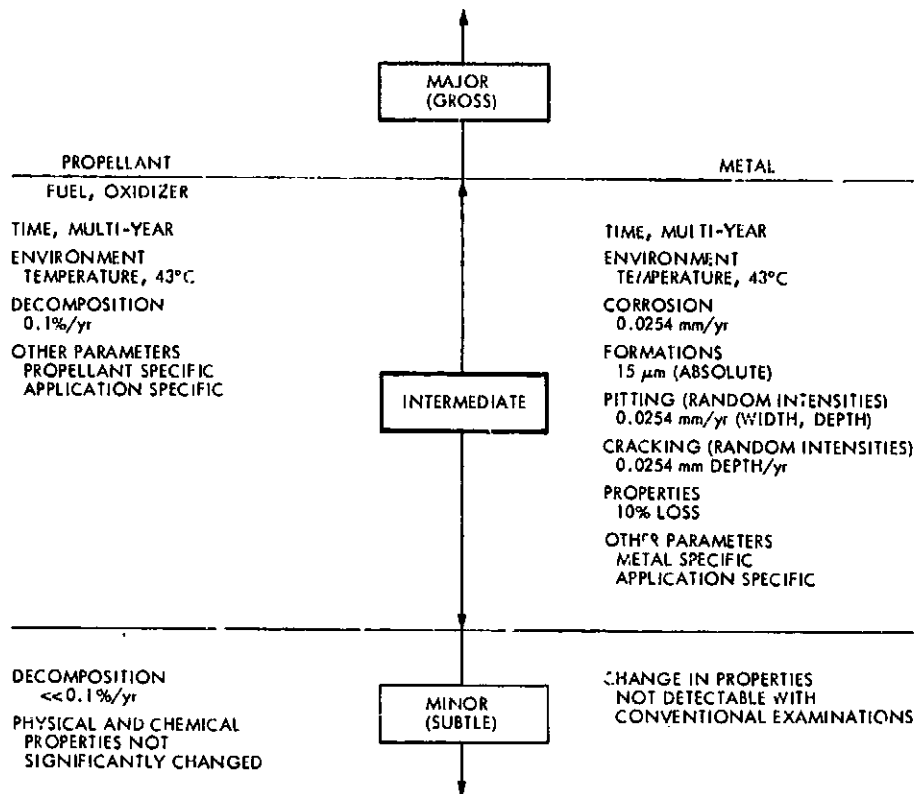 MAJOR
(GROSS)
PROPELLANT
METAL
FUEL, OXIDIZER
TIME, MULTI-YEAR
ENVIRONMENT
TEMPERATURE, 43°C
DECOMPOSITION
0.1%/yr
OTHER PARAMETERS
PROPELLANT SPECIFIC
APPLICATION SPECIFIC
INTERMEDIATE
TIME, MULTI-YEAR
ENVIRONMENT
TEMPERATURE, 43°C
CORROSION
0.0254 mm/yr
FORMATIONS
15 μm (ABSOLUTE)
PITTING (RANDOM INTENSITIES)
0.0254 mm/yr (WIDTH, DEPTH)
CRACKING (RANDOM INTENSITIES)
0.0254 mm DEPTH/yr
PROPERTIES
10% LOSS
OTHER PARAMETERS
METAL SPECIFIC
APPLICATION SPECIFIC
DECOMPOSITION
<<0.1%/yr
PHYSICAL AND CHEMICAL
PROPERTIES NOT
SIGNIFICANTLY CHANGED
MINOR
(SUBTLE)
CHANGE IN PROPERTIES
NOT DETECTABLE WITH
CONVENTIONAL EXAMINATIONS